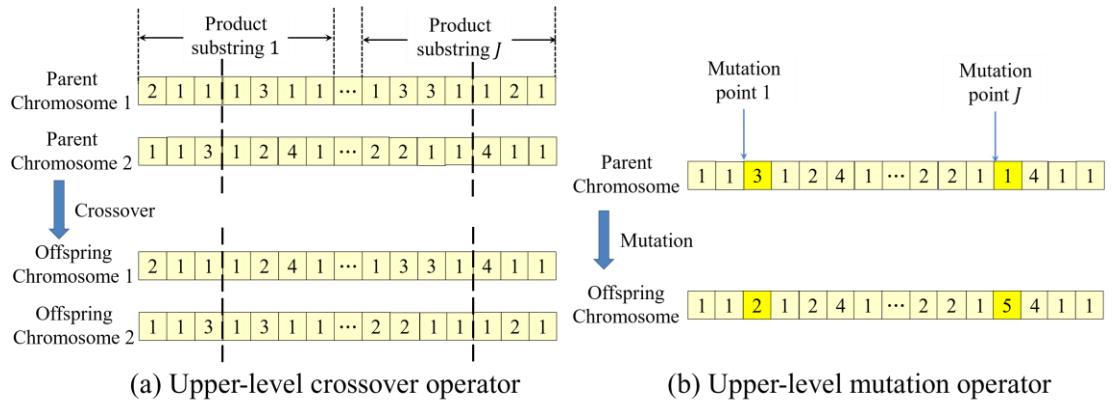 Product
substring 1
Product
substring J
Parent
Chromosome 1
2 1 1 1 3 1 1 ··· 1 3 3 1 1 2 1
Parent
Chromosome 2
1 1 3 1 2 4 1 ··· 2 2 1 1 4 1 1
Crossover
Offspring
Chromosome 1
2 1 1 1 2 4 1 ··· 1 3 3 1 4 1 1
Offspring
Chromosome 2
1 1 3 1 3 1 1 ··· 2 2 1 1 1 2 1
(a) Upper-level crossover operator
Mutation
point 1
Mutation
point J
Parent
Chromosome
1 1 3 1 2 4 1 ··· 2 2 1 1 4 1 1
Mutation
Offspring
Chromosome
1 1 2 1 2 4 1 ··· 2 2 1 5 4 1 1
(b) Upper-level mutation operator